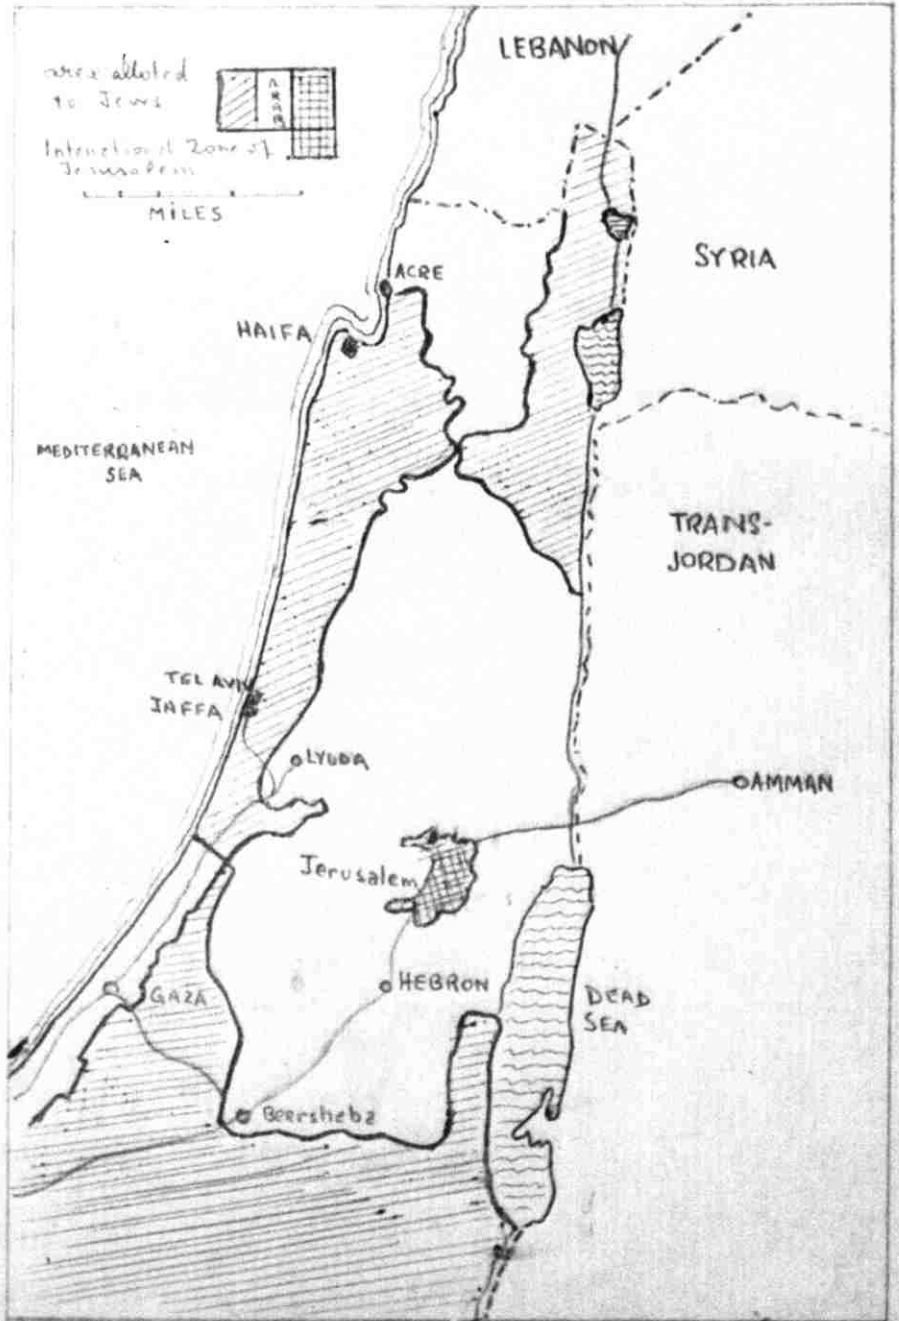 area alloted
to Jews
ARAB
International Zone of
Jerusalem
MILES
LEBANON
SYRIA
ACRE
HAIFA
MEDITERRANEAN
SEA
TRANS-
JORDAN
TEL AVIV
JAFFA
LYDDA
AMMAN
Jerusalem
HEBRON
GAZA
DEAD
SEA
Beersheba